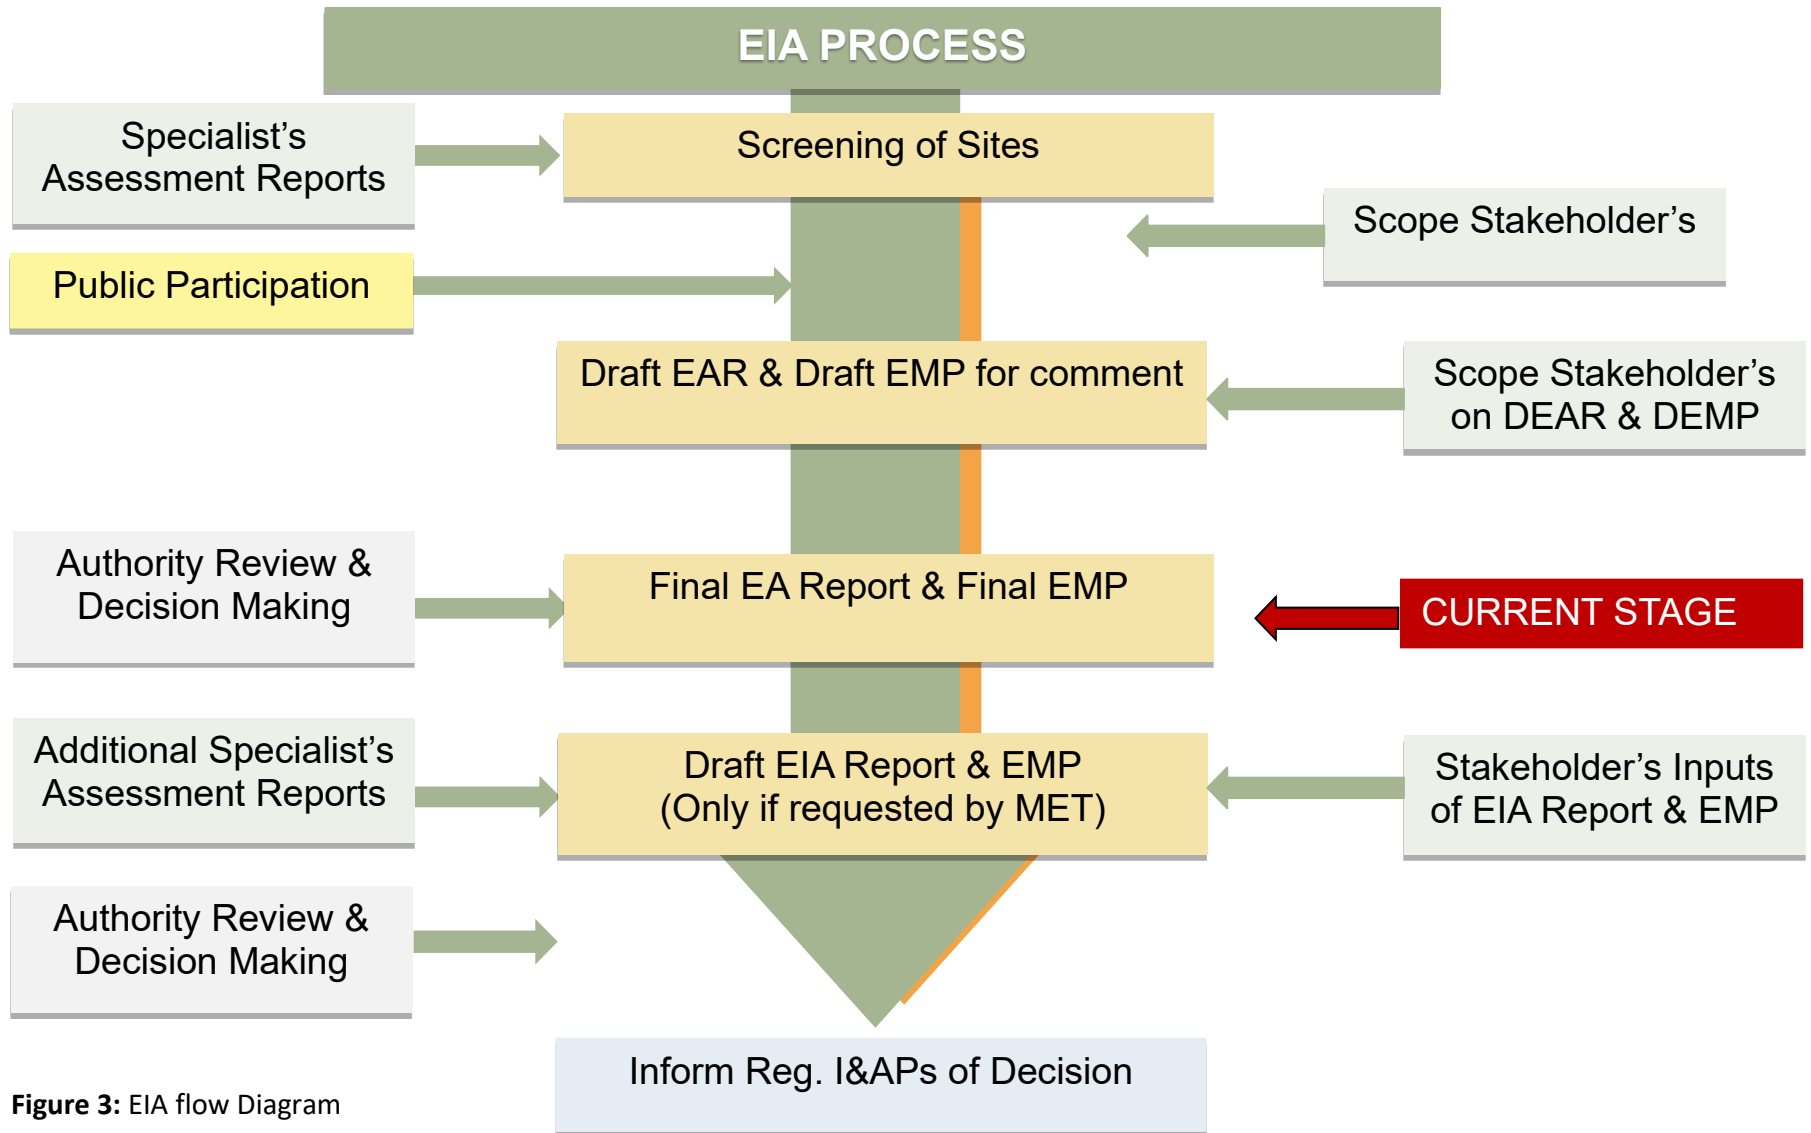 EIA PROCESS
Specialist's
Assessment Reports
Screening of Sites
Scope Stakeholder's
Public Participation
Draft EAR & Draft EMP for comment
Scope Stakeholder's
on DEAR & DEMP
Authority Review &
Decision Making
Final EA Report & Final EMP
CURRENT STAGE
Additional Specialist's
Assessment Reports
Draft EIA Report & EMP
(Only if requested by MET)
Stakeholder's Inputs
of EIA Report & EMP
Authority Review &
Decision Making
Inform Reg. I&APs of Decision
Figure 3: EIA flow Diagram